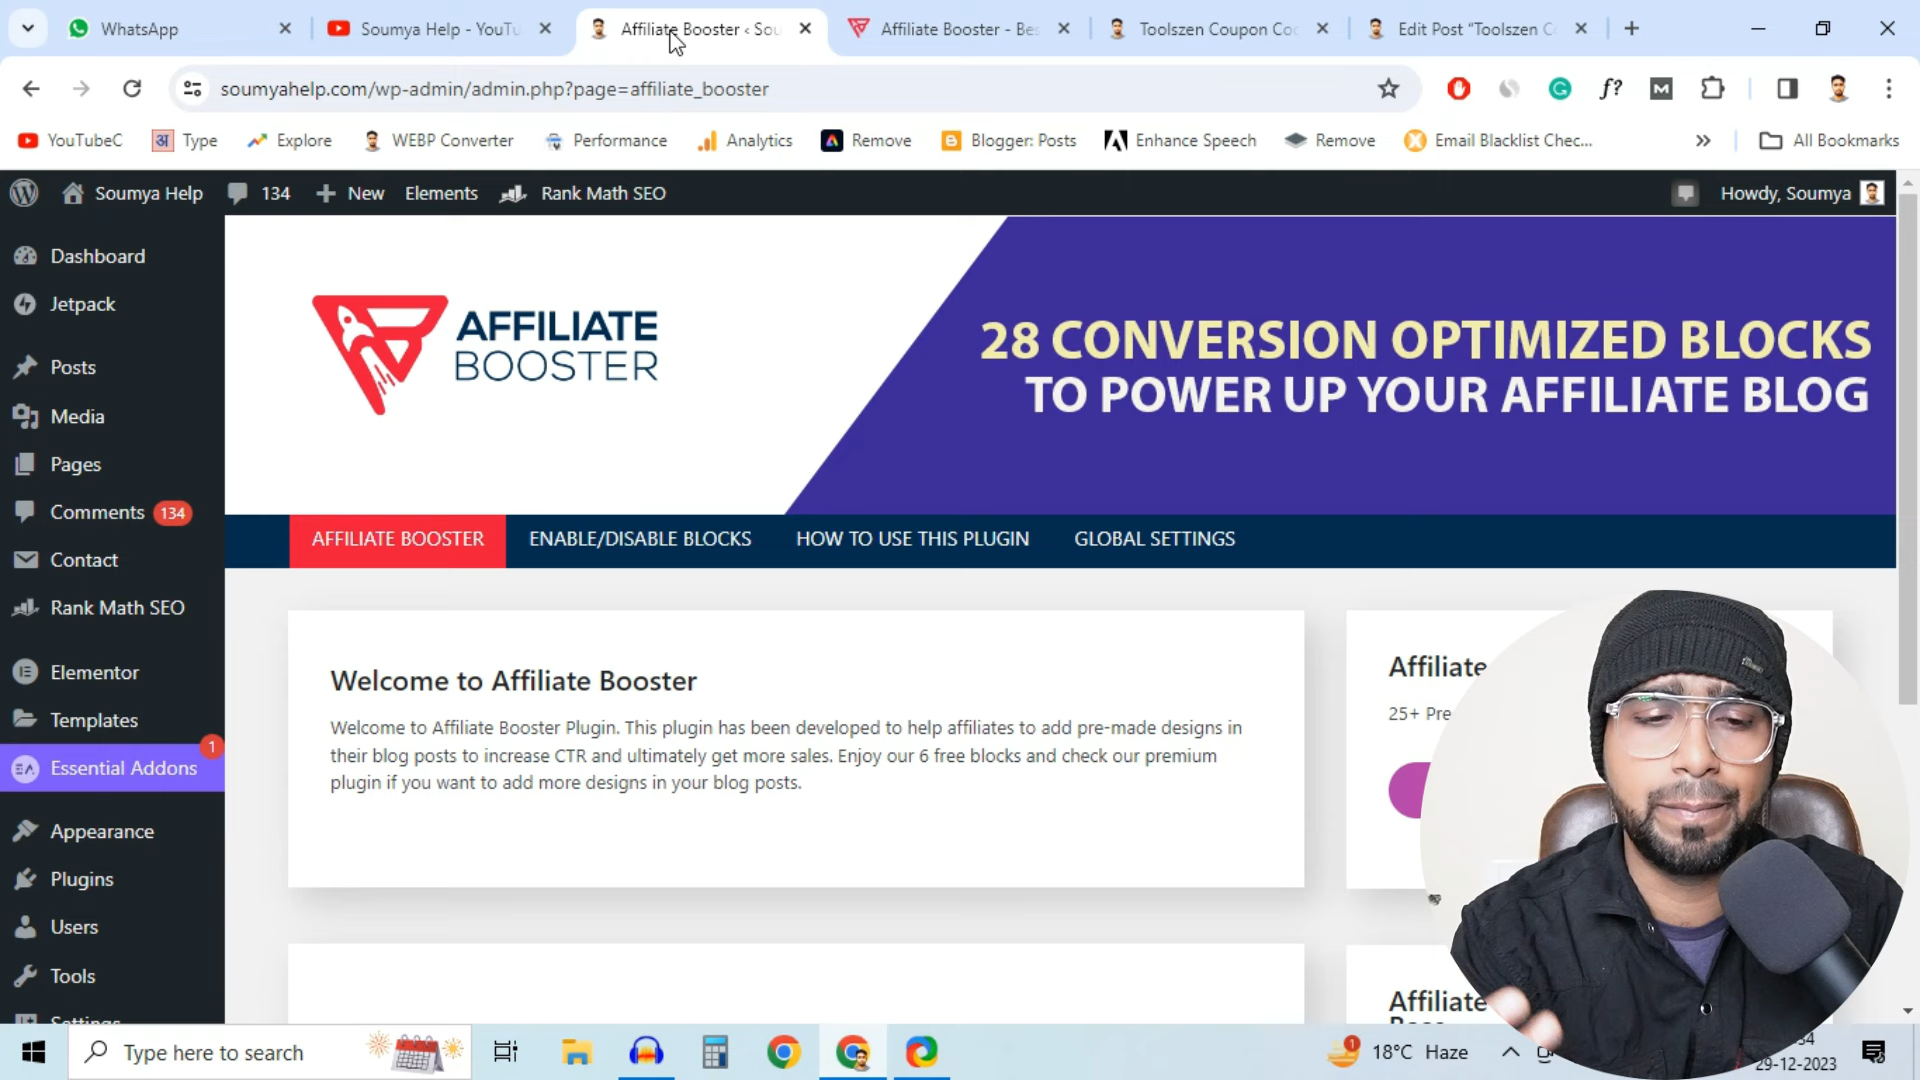 WhatsApp
Soumya Help - YouTu
Affiliate Booster ‹ Sou
Affiliate Booster - Bes
Toolszen Coupon Coc
Edit Post “Toolszen C
soumyahelp.com/wp-admin/admin.php?page=affiliate_booster
YouTubeC
Type
Explore
WEBP Converter
Performance
Analytics
Remove
Blogger: Posts
Enhance Speech
Remove
Email Blacklist Chec...
All Bookmarks
Soumya Help
134
New
Elements
Rank Math SEO
Howdy, Soumya
Dashboard
Jetpack
Posts
Media
Pages
Comments 134
Contact
Rank Math SEO
Elementor
Templates
1
Essential Addons
Appearance
Plugins
Users
Tools
Settings
AFFILIATE
BOOSTER
28 CONVERSION OPTIMIZED BLOCKS
TO POWER UP YOUR AFFILIATE BLOG
AFFILIATE BOOSTER
ENABLE/DISABLE BLOCKS
HOW TO USE THIS PLUGIN
GLOBAL SETTINGS
Welcome to Affiliate Booster
Welcome to Affiliate Booster Plugin. This plugin has been developed to help affiliates to add pre-made designs in
their blog posts to increase CTR and ultimately get more sales. Enjoy our 6 free blocks and check our premium
plugin if you want to add more designs in your blog posts.
Affiliate
25+ Pre
Affiliate
Type here to search
1
18°C Haze
29-12-2023